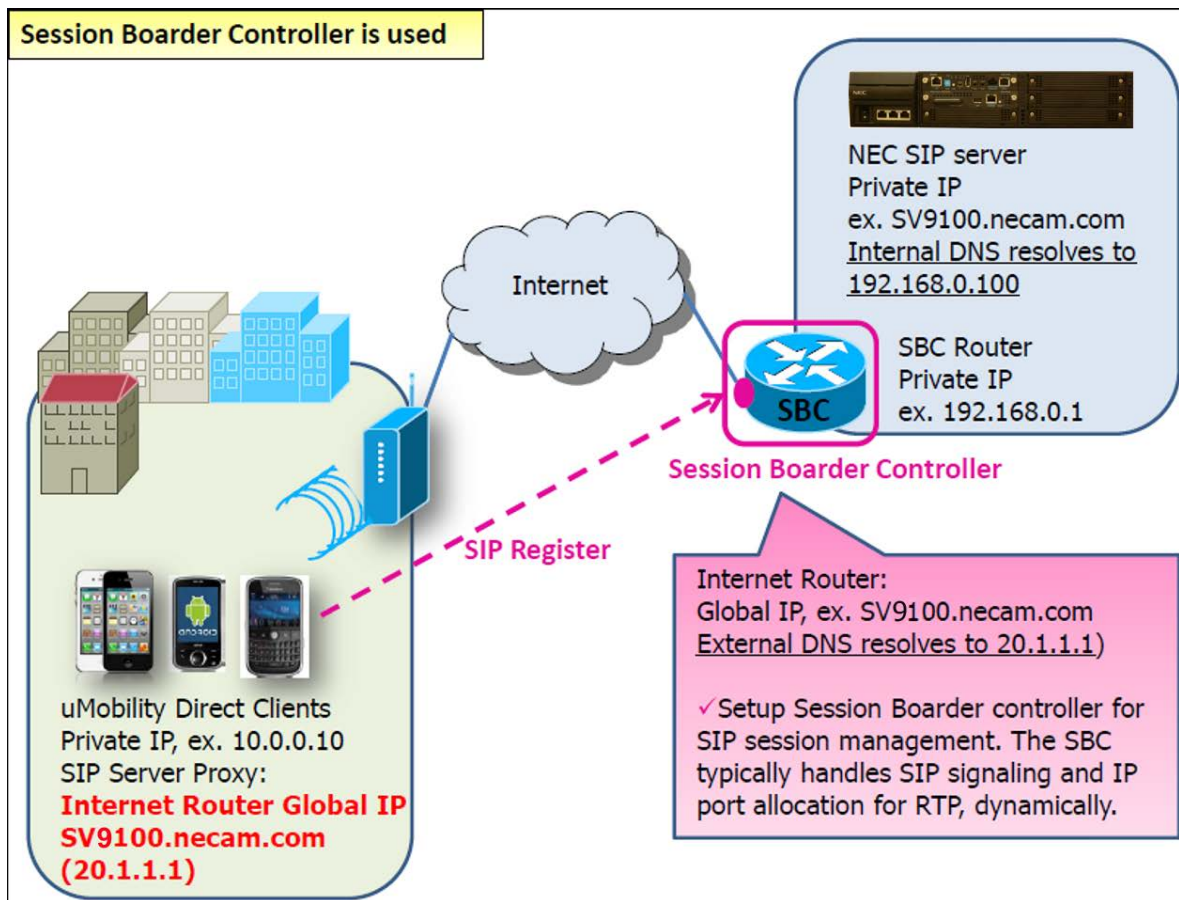 Session Boarder Controller is used
NEC
NEC SIP server
Private IP
ex. SV9100.necam.com
Internal DNS resolves to
192.168.0.100
Internet
SBC Router
Private IP
ex. 192.168.0.1
SBC
Session Boarder Controller
SIP Register
Internet Router:
Global IP, ex. SV9100.necam.com
External DNS resolves to 20.1.1.1)
✓Setup Session Boarder controller for
SIP session management. The SBC
typically handles SIP signaling and IP
port allocation for RTP, dynamically.
ANDROID
uMobility Direct Clients
Private IP, ex. 10.0.0.10
SIP Server Proxy:
Internet Router Global IP
SV9100.necam.com
(20.1.1.1)